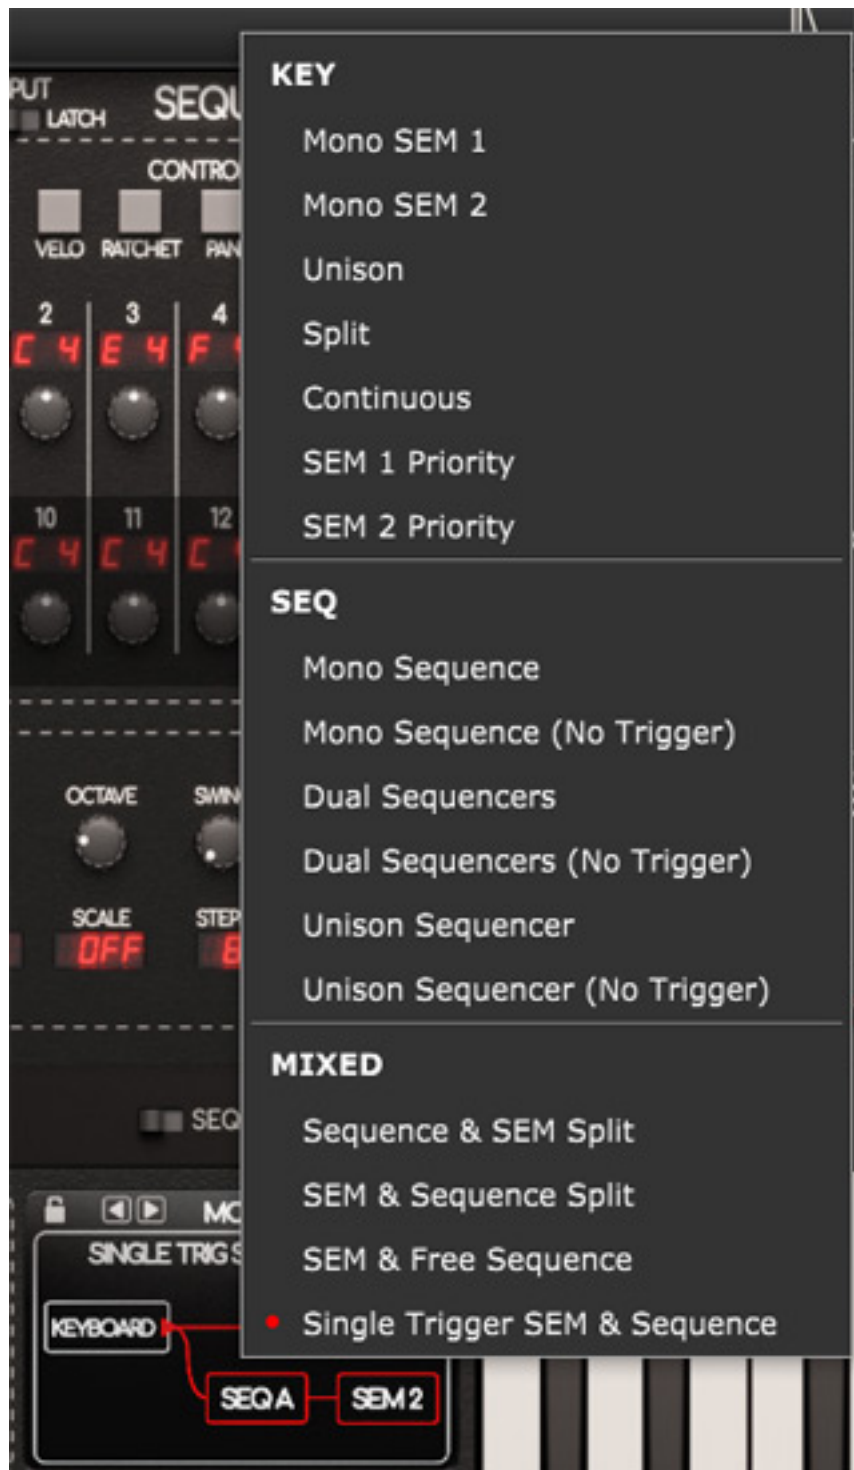 PUT
LATCH
SEQU
CONTRO
VELO RATCHET PAN
2 3 4
C 4 E 4 F
10 11 12
C 4 C 4 C
OCTAVE SWIN
SCALE STEP
OFF 8
SEQ
MO
SINGLE TRIG S
KEYBOARD
SEQ A SEM 2
KEY
Mono SEM 1
Mono SEM 2
Unison
Split
Continuous
SEM 1 Priority
SEM 2 Priority
SEQ
Mono Sequence
Mono Sequence (No Trigger)
Dual Sequencers
Dual Sequencers (No Trigger)
Unison Sequencer
Unison Sequencer (No Trigger)
MIXED
Sequence & SEM Split
SEM & Sequence Split
SEM & Free Sequence
Single Trigger SEM & Sequence